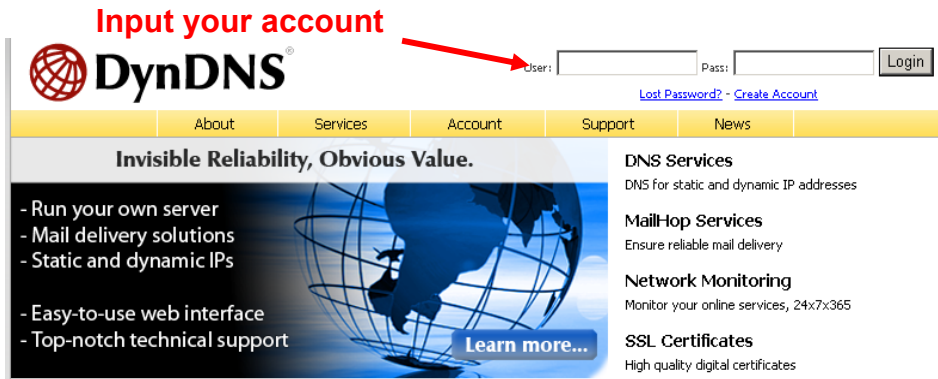 Input your account
DynDNS®
User: Pass: Login
Lost Password? - Create Account
About Services Account Support News
Invisible Reliability, Obvious Value.
- Run your own server
- Mail delivery solutions
- Static and dynamic IPs
- Easy-to-use web interface
- Top-notch technical support
Learn more...
DNS Services
DNS for static and dynamic IP addresses
MailHop Services
Ensure reliable mail delivery
Network Monitoring
Monitor your online services, 24x7x365
SSL Certificates
High quality digital certificates